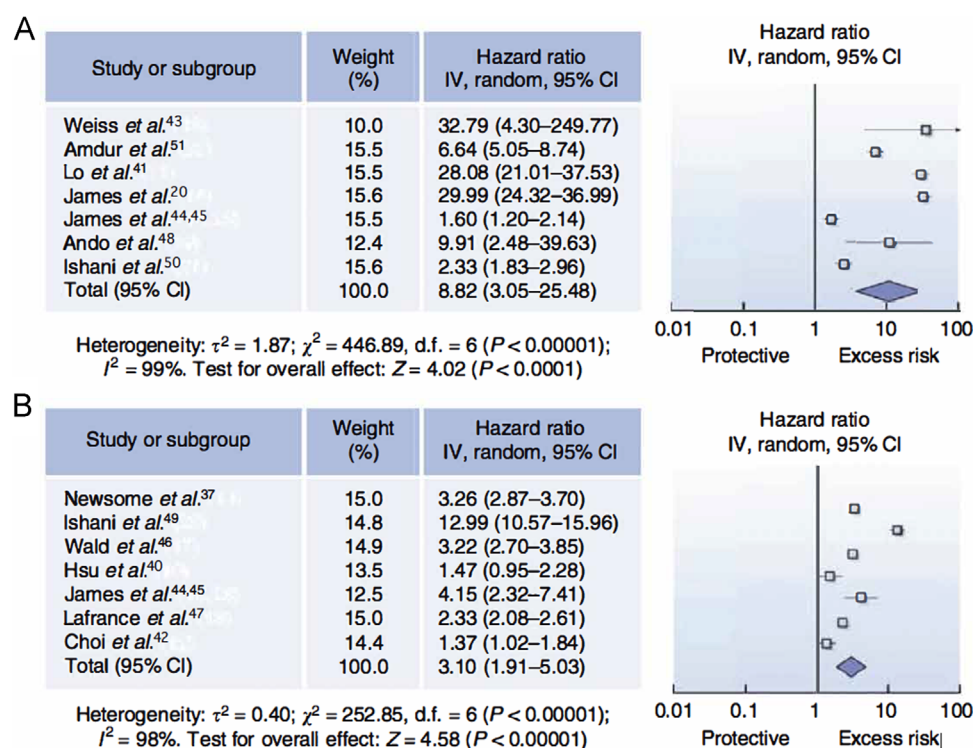 A
Study or subgroup Weight (%) Hazard ratio IV, random, 95% CI
Hazard ratio
IV, random, 95% CI
Weiss et al.43 10.0 32.79 (4.30–249.77)
Amdur et al.51 15.5 6.64 (5.05–8.74)
Lo et al.41 15.5 28.08 (21.01–37.53)
James et al.20 15.6 29.99 (24.32–36.99)
James et al.44,45 15.5 1.60 (1.20–2.14)
Ando et al.48 12.4 9.91 (2.48–39.63)
Ishani et al.50 15.6 2.33 (1.83–2.96)
Total (95% CI) 100.0 8.82 (3.05–25.48)
0.01 0.1 1 10 100
Protective Excess risk
Heterogeneity: τ2 = 1.87; χ2 = 446.89, d.f. = 6 (P < 0.00001);
I2 = 99%. Test for overall effect: Z = 4.02 (P < 0.0001)
B
Study or subgroup Weight (%) Hazard ratio IV, random, 95% CI
Hazard ratio
IV, random, 95% CI
Newsome et al.37 15.0 3.26 (2.87–3.70)
Ishani et al.49 14.8 12.99 (10.57–15.96)
Wald et al.46 14.9 3.22 (2.70–3.85)
Hsu et al.40 13.5 1.47 (0.95–2.28)
James et al.44,45 12.5 4.15 (2.32–7.41)
Lafrance et al.47 15.0 2.33 (2.08–2.61)
Choi et al.42 14.4 1.37 (1.02–1.84)
Total (95% CI) 100.0 3.10 (1.91–5.03)
0.01 0.1 1 10 100
Protective Excess risk
Heterogeneity: τ2 = 0.40; χ2 = 252.85, d.f. = 6 (P < 0.00001);
I2 = 98%. Test for overall effect: Z = 4.58 (P < 0.00001)